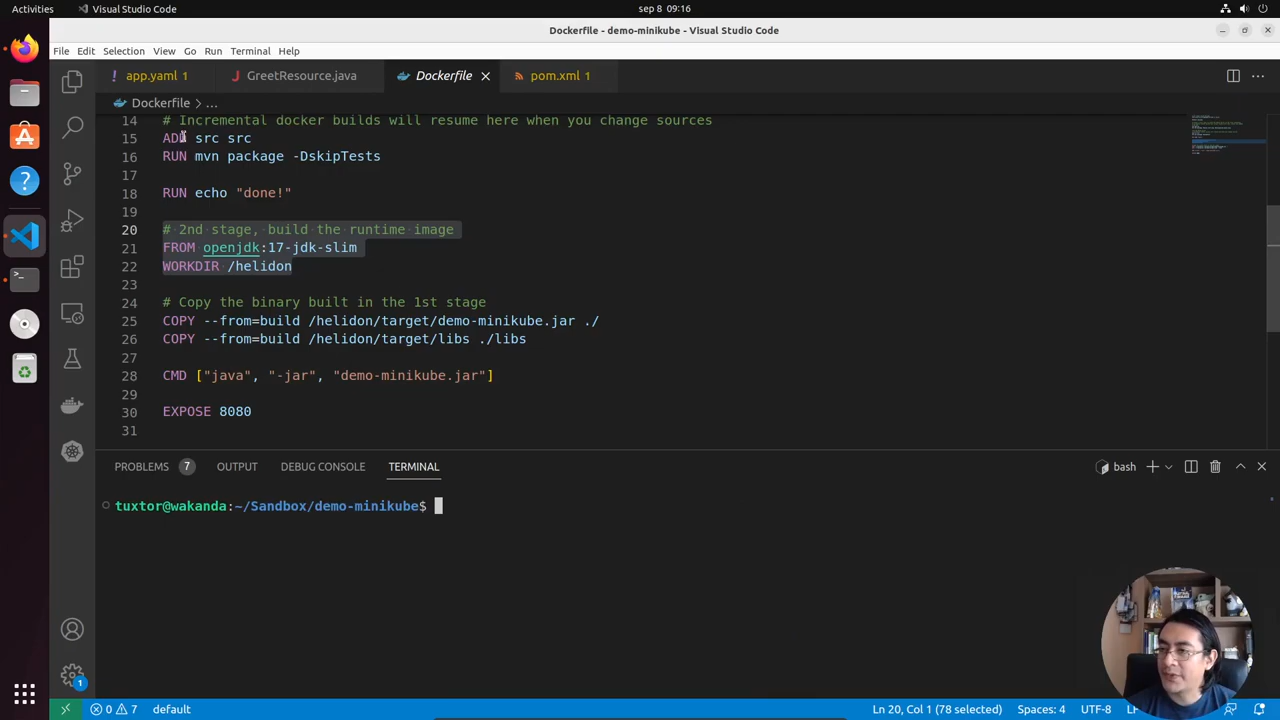 Activities
Visual Studio Code
sep 8 09:16
Dockerfile - demo-minikube - Visual Studio Code
File Edit Selection View Go Run Terminal Help
! app.yaml 1
J GreetResource.java
Dockerfile
pom.xml 1
Dockerfile > ...
14 # Incremental docker builds will resume here when you change sources
15 ADD src src
16 RUN mvn package -DskipTests
17
18 RUN echo "done!"
19
20 # 2nd stage, build the runtime image
21 FROM openjdk:17-jdk-slim
22 WORKDIR /helidon
23
24 # Copy the binary built in the 1st stage
25 COPY --from=build /helidon/target/demo-minikube.jar ./
26 COPY --from=build /helidon/target/libs ./libs
27
28 CMD ["java", "-jar", "demo-minikube.jar"]
29
30 EXPOSE 8080
31
PROBLEMS 7 OUTPUT DEBUG CONSOLE TERMINAL
bash
tuxtor@wakanda:~/Sandbox/demo-minikube$
1
0 7 default
Ln 20, Col 1 (78 selected) Spaces: 4 UTF-8